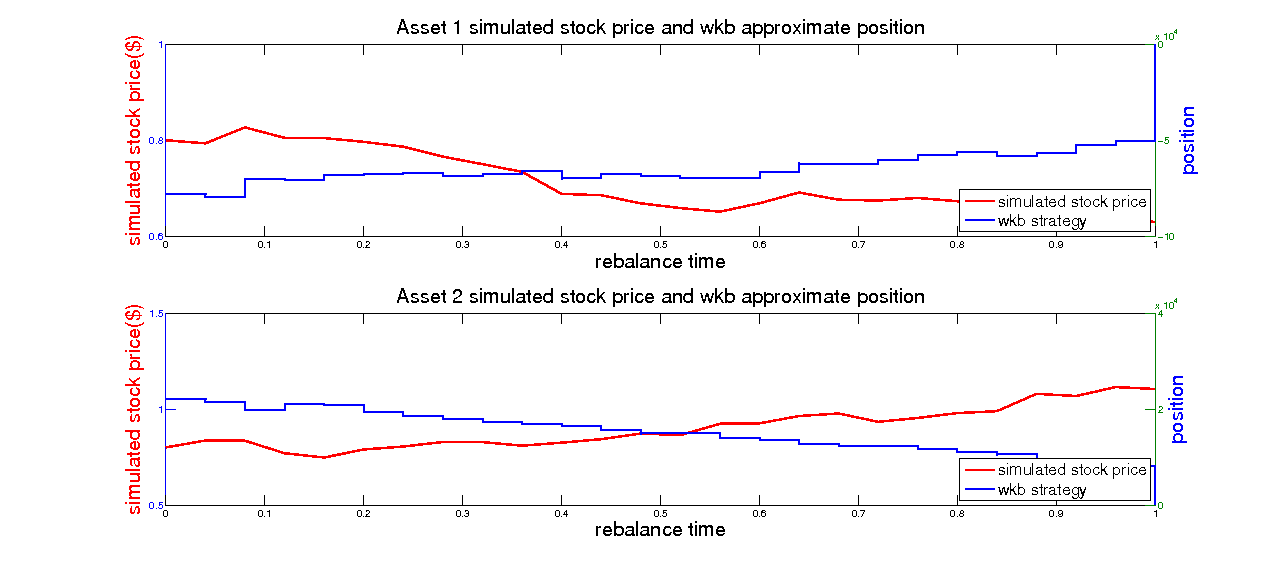 Asset 1 simulated stock price and wkb approximate position
x 10^4
simulated stock price($)
1
0.8
0.6
0
-5
-10
position
simulated stock price
wkb strategy
0 0.1 0.2 0.3 0.4 0.5 0.6 0.7 0.8 0.9 1
rebalance time
Asset 2 simulated stock price and wkb approximate position
x 10^4
simulated stock price($)
1.5
1
0.5
4
2
0
position
simulated stock price
wkb strategy
0 0.1 0.2 0.3 0.4 0.5 0.6 0.7 0.8 0.9 1
rebalance time